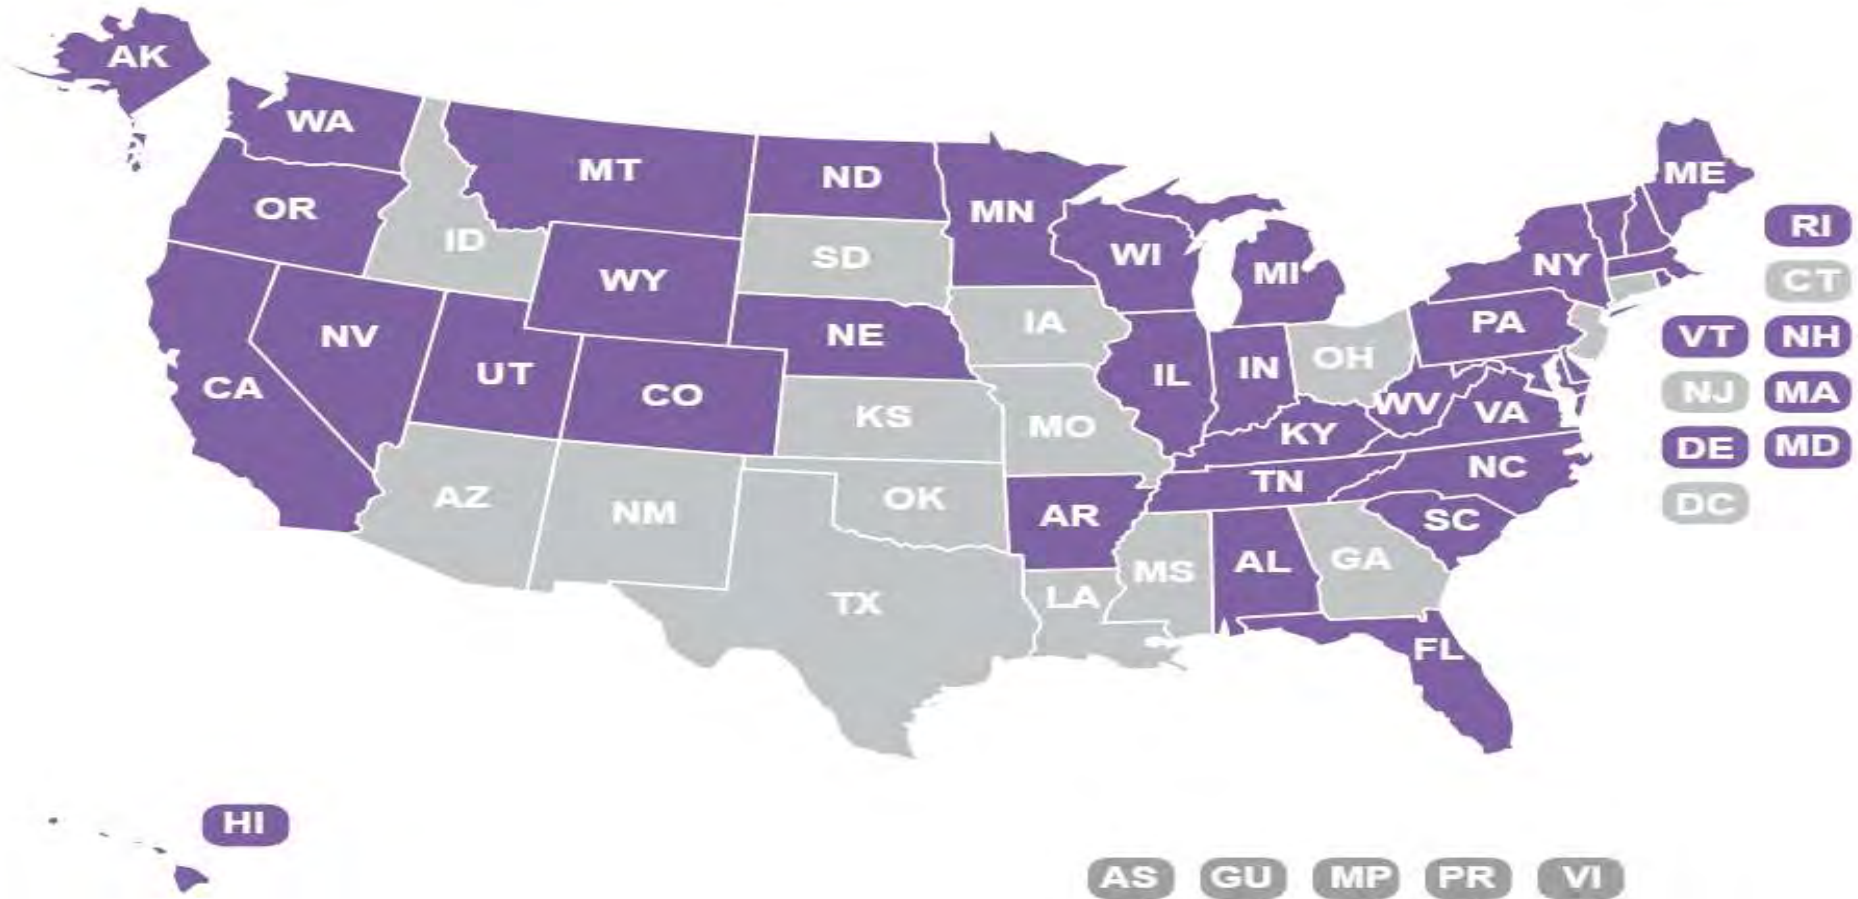 AK
WA
MT
ND
MN
ME
OR
ID
SD
WI
MI
NY
RI
WY
CT
NV
NE
IA
PA
VT
NH
CA
UT
CO
IL
IN
OH
NJ
MA
KS
MO
WV
VA
KY
DE
MD
AZ
NM
OK
TN
NC
AR
SC
DC
MS
AL
GA
TX
LA
FL
HI
AS
GU
MP
PR
VI